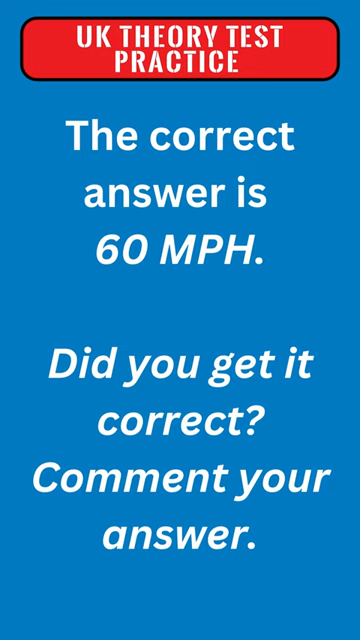 UK THEORY TEST
PRACTICE
The correct
answer is
60 MPH.
Did you get it
correct?
Comment your
answer.